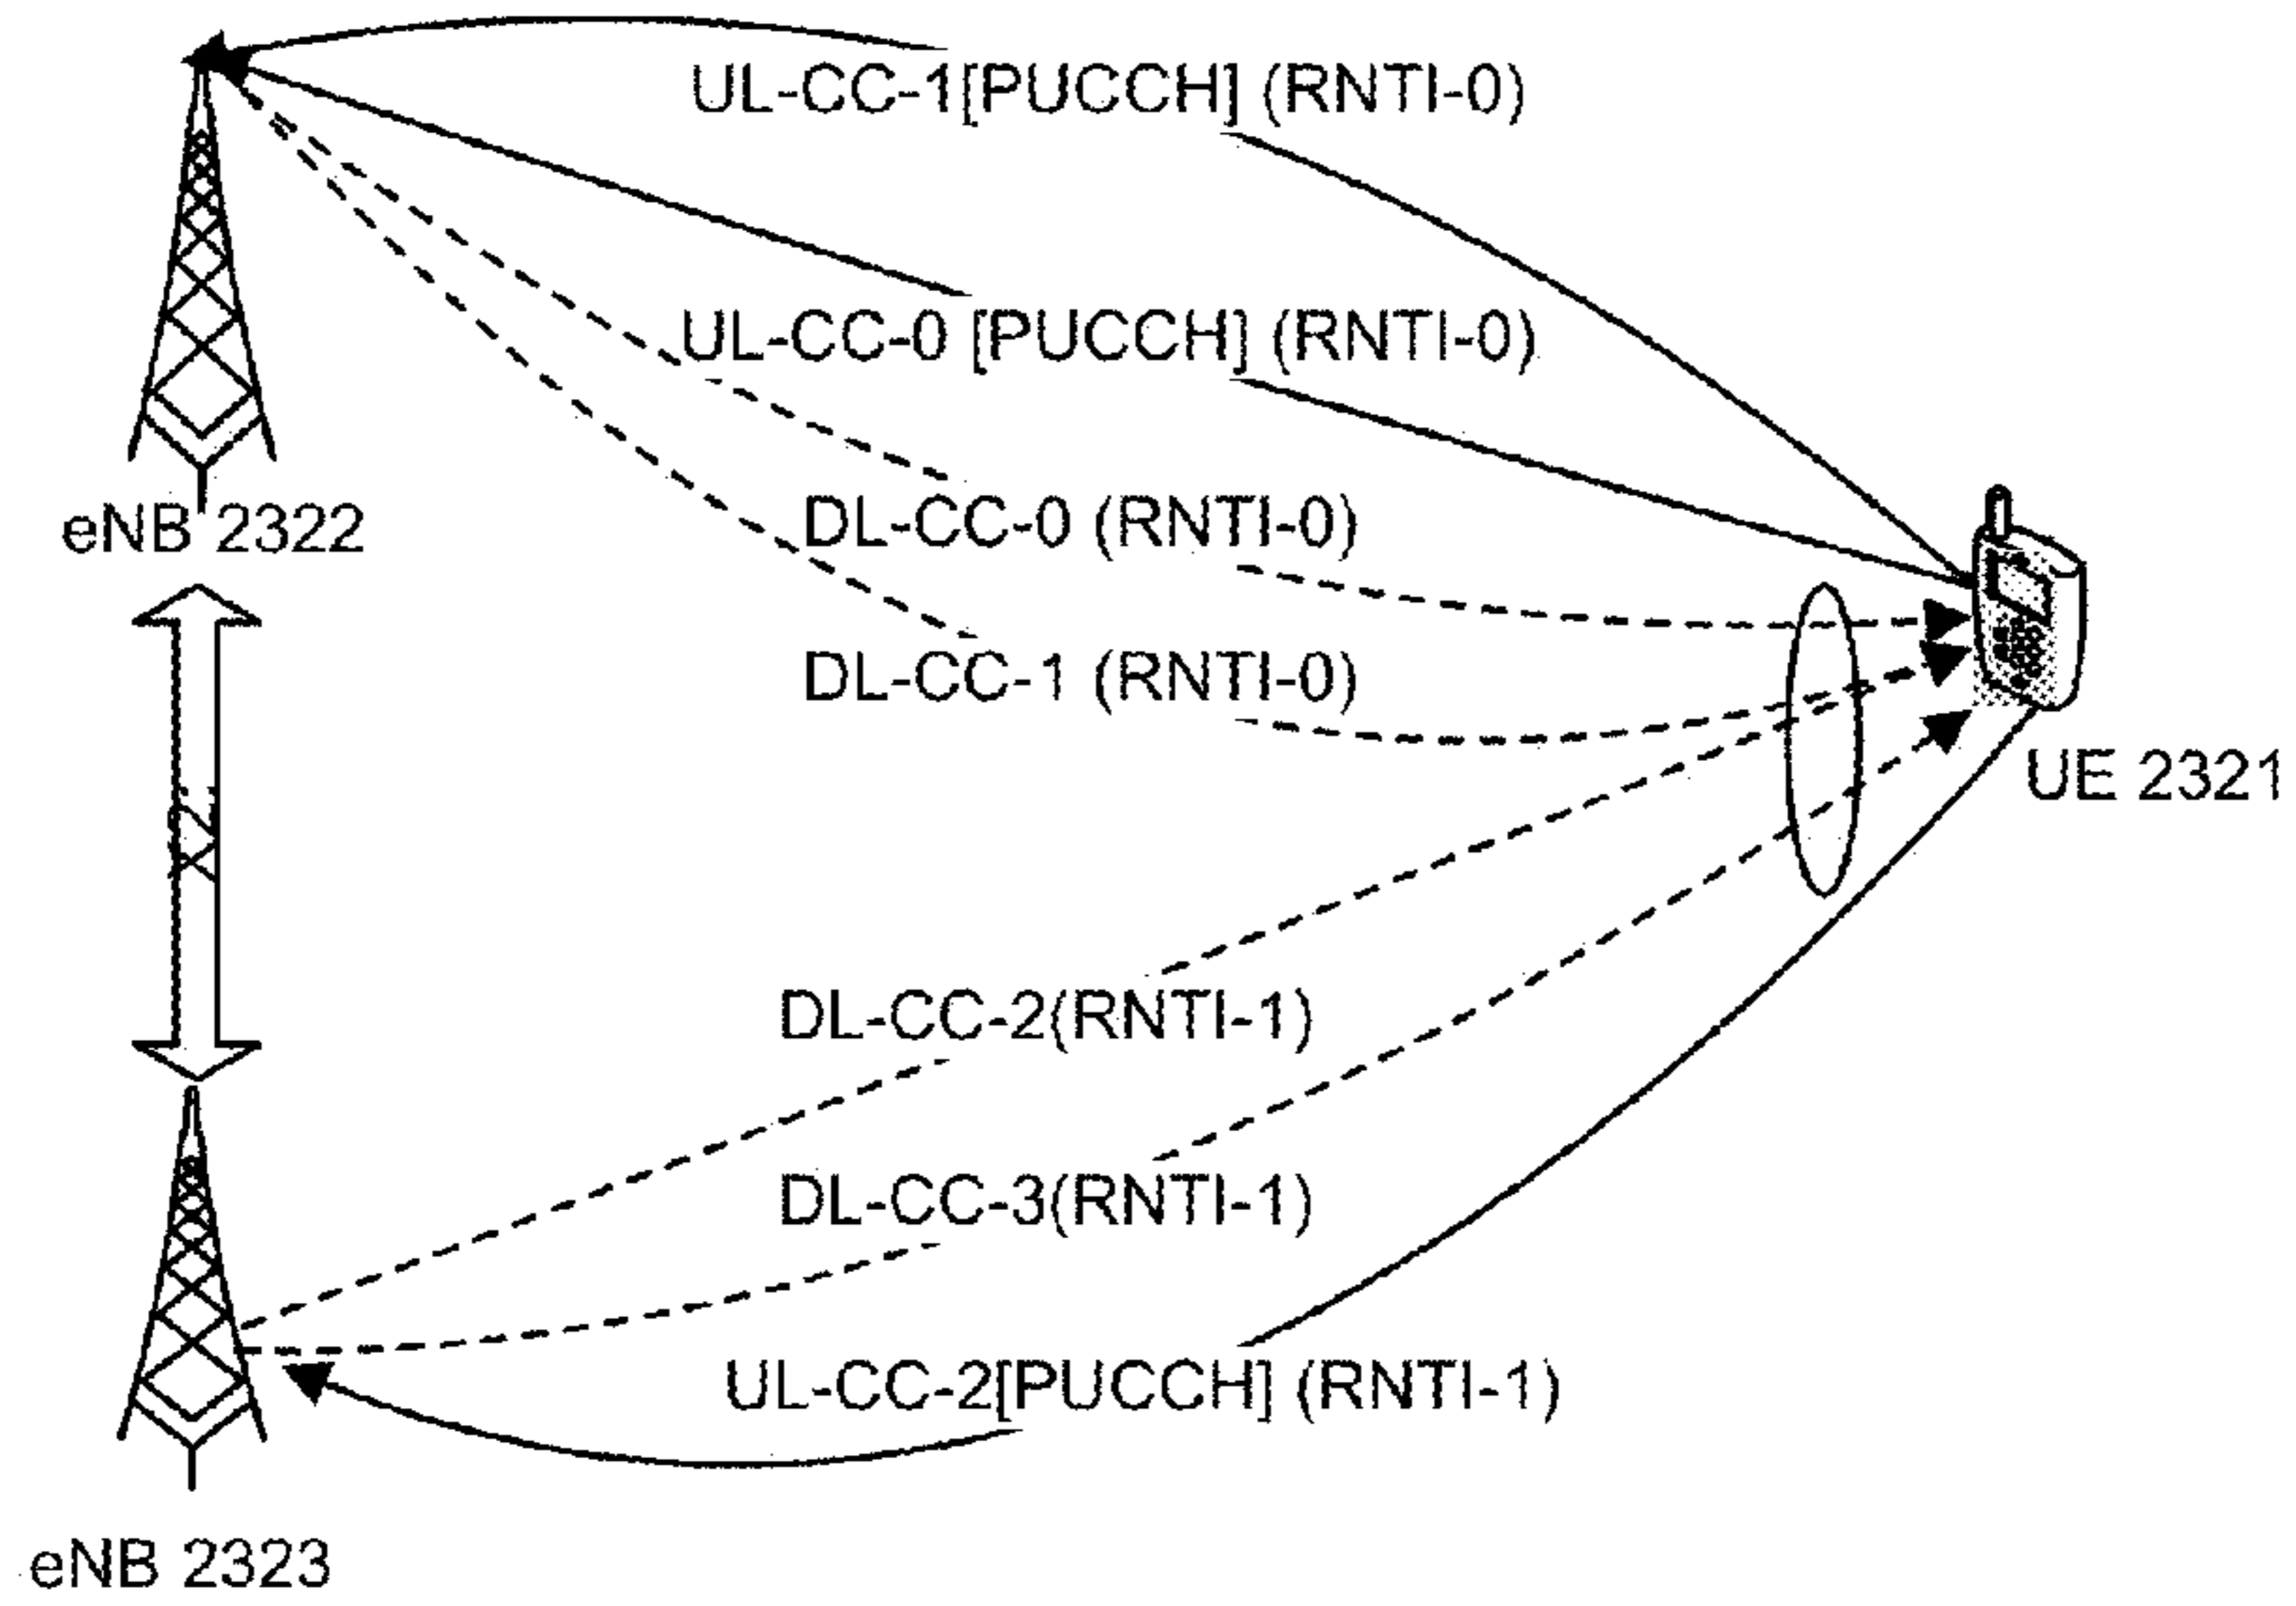 UL-CC-1[PUCCH] (RNTI-0)
UL-CC-0 [PUCCH] (RNTI-0)
eNB 2322
DL-CC-0 (RNTI-0)
DL-CC-1 (RNTI-0)
UE 2321
DL-CC-2(RNTI-1)
DL-CC-3(RNTI-1)
UL-CC-2[PUCCH] (RNTI-1)
eNB 2323